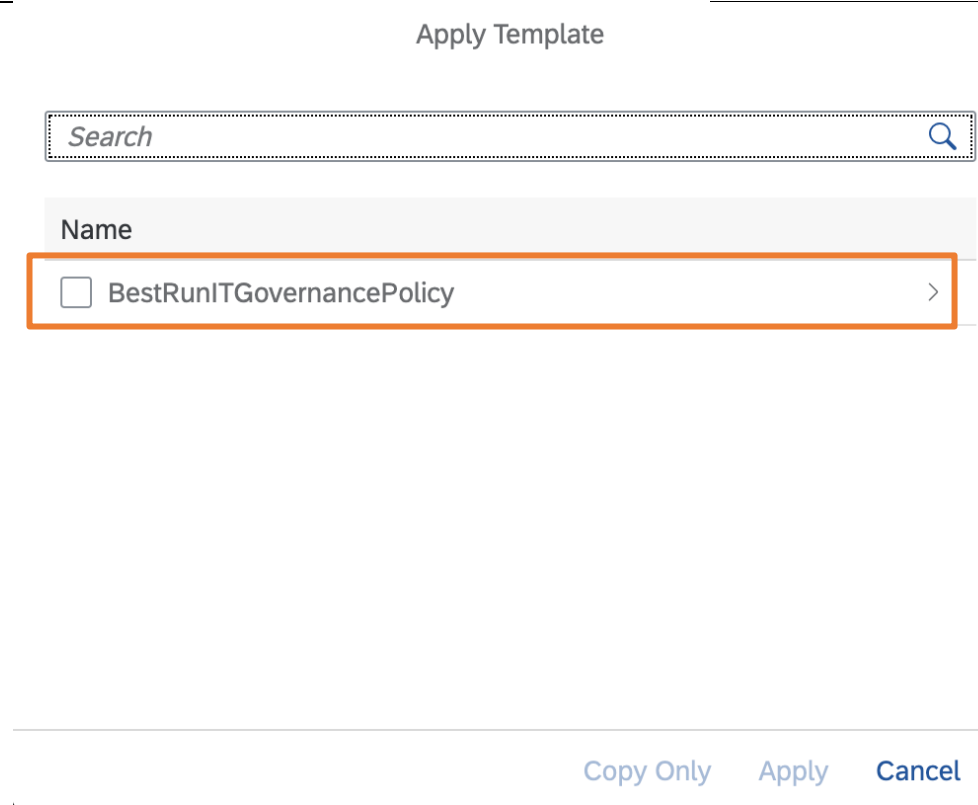 Apply Template
Search
Name
BestRunITGovernancePolicy
Copy Only Apply Cancel